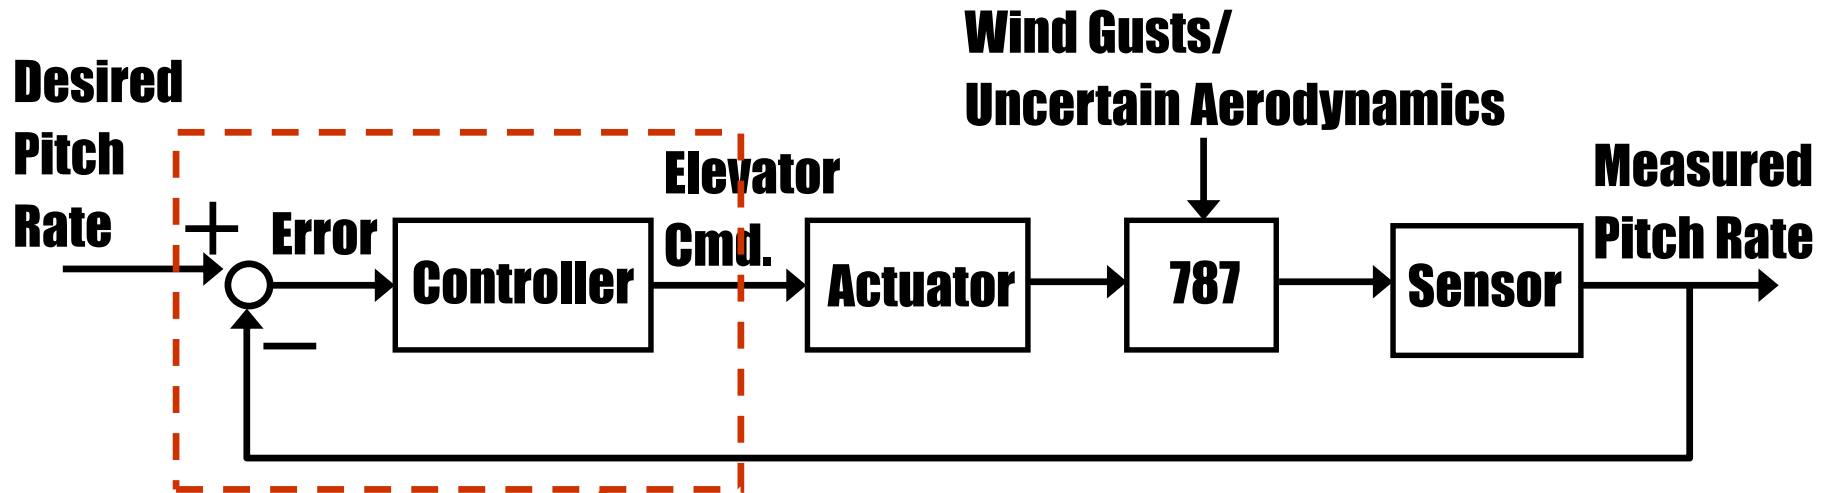 Wind Gusts/
Uncertain Aerodynamics
Desired
Pitch
Rate
+
Error
Controller
Elevator
Cmd.
Actuator
787
Sensor
Measured
Pitch Rate
−